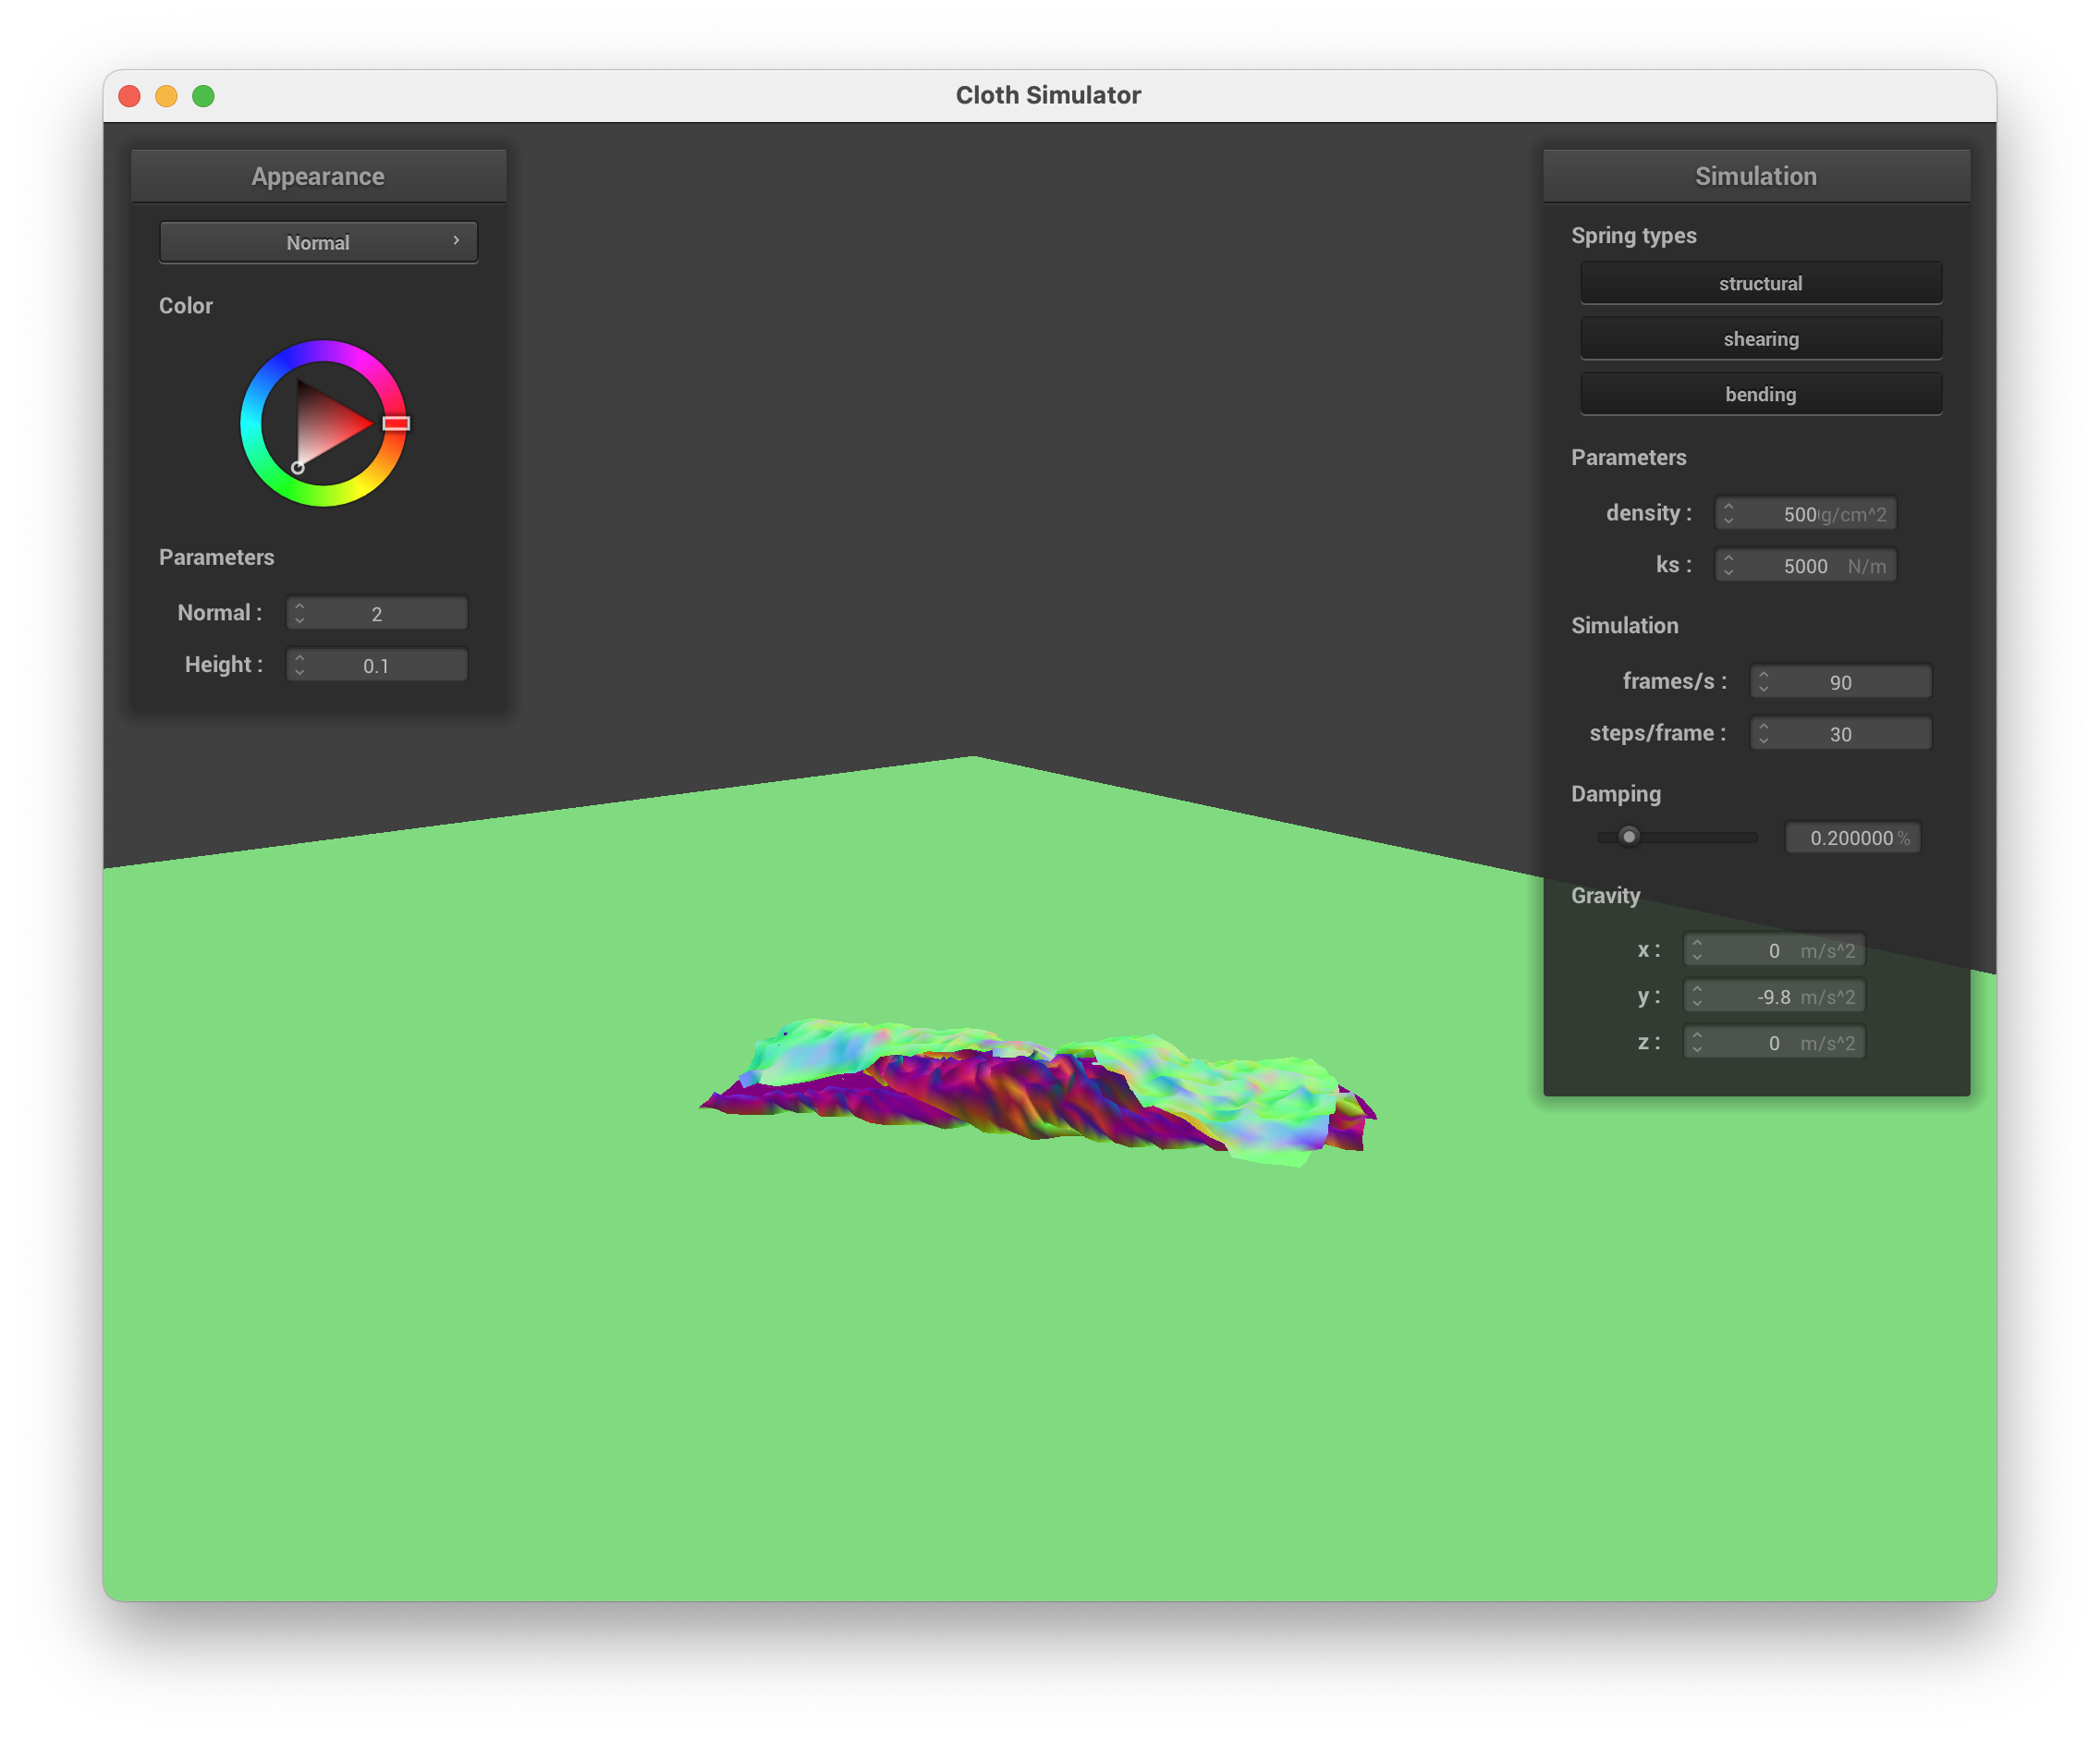 Cloth Simulator
Appearance
Normal
Color
Parameters
Normal : 2
Height : 0.1
Simulation
Spring types
structural
shearing
bending
Parameters
density : 500 g/cm^2
ks : 5000 N/m
Simulation
frames/s : 90
steps/frame : 30
Damping
0.200000 %
Gravity
x : 0 m/s^2
y : -9.8 m/s^2
z : 0 m/s^2